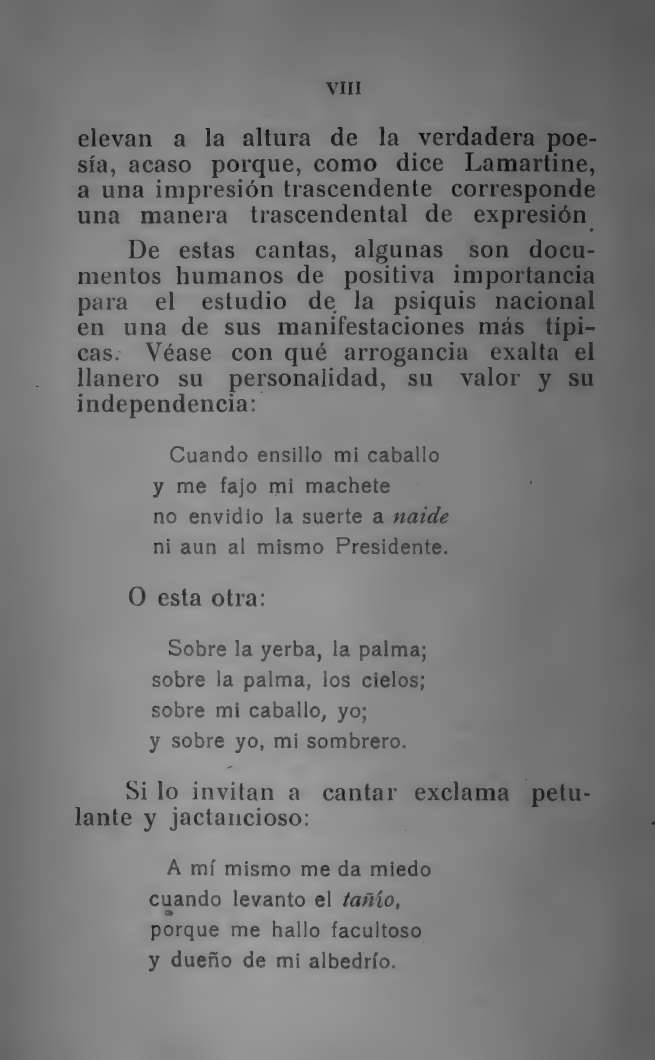 VIII
elevan a la altura de la verdadera poe-
sía, acaso porque, como dice Lamartine,
a una impresión trascendente corresponde
una manera trascendental de expresión.
De estas cantas, algunas son docu-
mentos humanos de positiva importancia
para el estudio de la psiquis nacional
en una de sus manifestaciones más típi-
cas. Véase con qué arrogancia exalta el
llanero su personalidad, su valor y su
independencia:
Cuando ensillo mi caballo
y me fajo mi machete
no envidio la suerte a naide
ni aun al mismo Presidente.
O esta otra:
Sobre la yerba, la palma;
sobre la palma, los cielos;
sobre mi caballo, yo;
y sobre yo, mi sombrero.
Si lo invitan a cantar exclama petu-
lante y jactancioso:
A mí mismo me da miedo
cuando levanto el tañío,
porque me hallo facultoso
y dueño de mi albedrío.